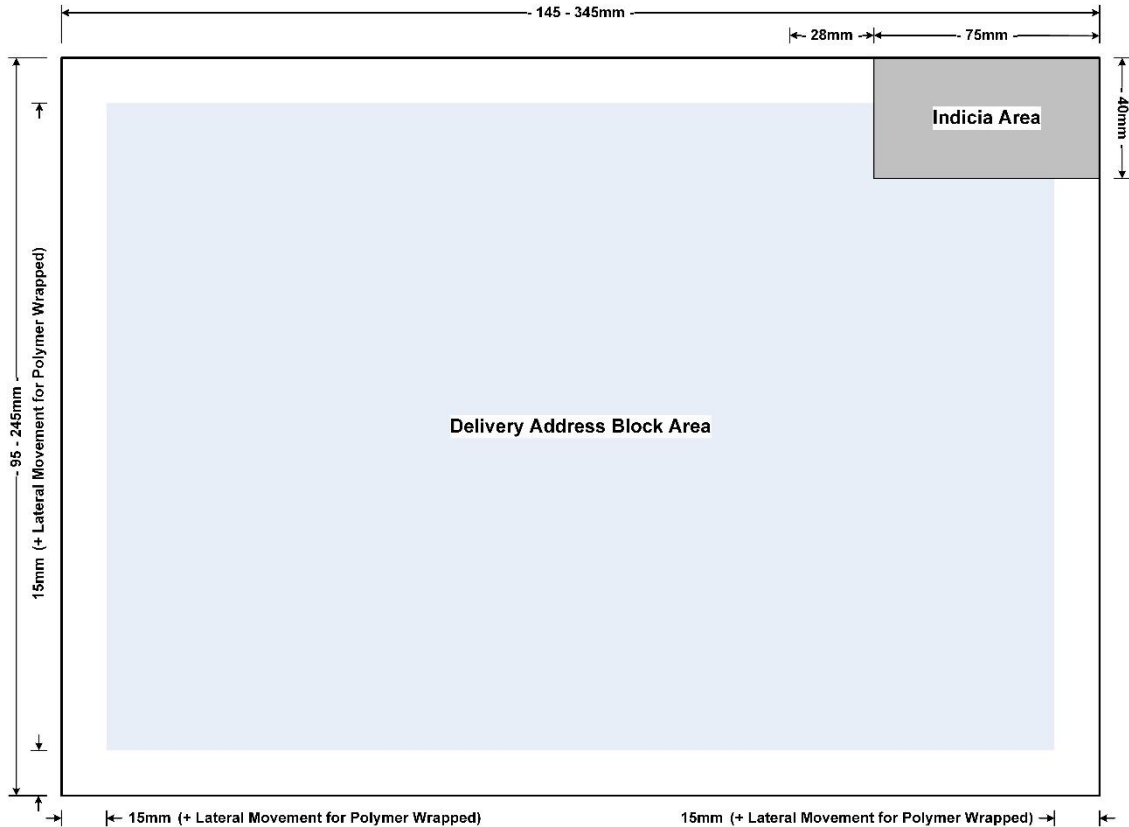 - 145 - 345mm -
28mm
- 75mm -
- 40mm -
Indicia Area
- 95 - 245mm -
15mm (+ Lateral Movement for Polymer Wrapped)
Delivery Address Block Area
15mm (+ Lateral Movement for Polymer Wrapped)
15mm (+ Lateral Movement for Polymer Wrapped)